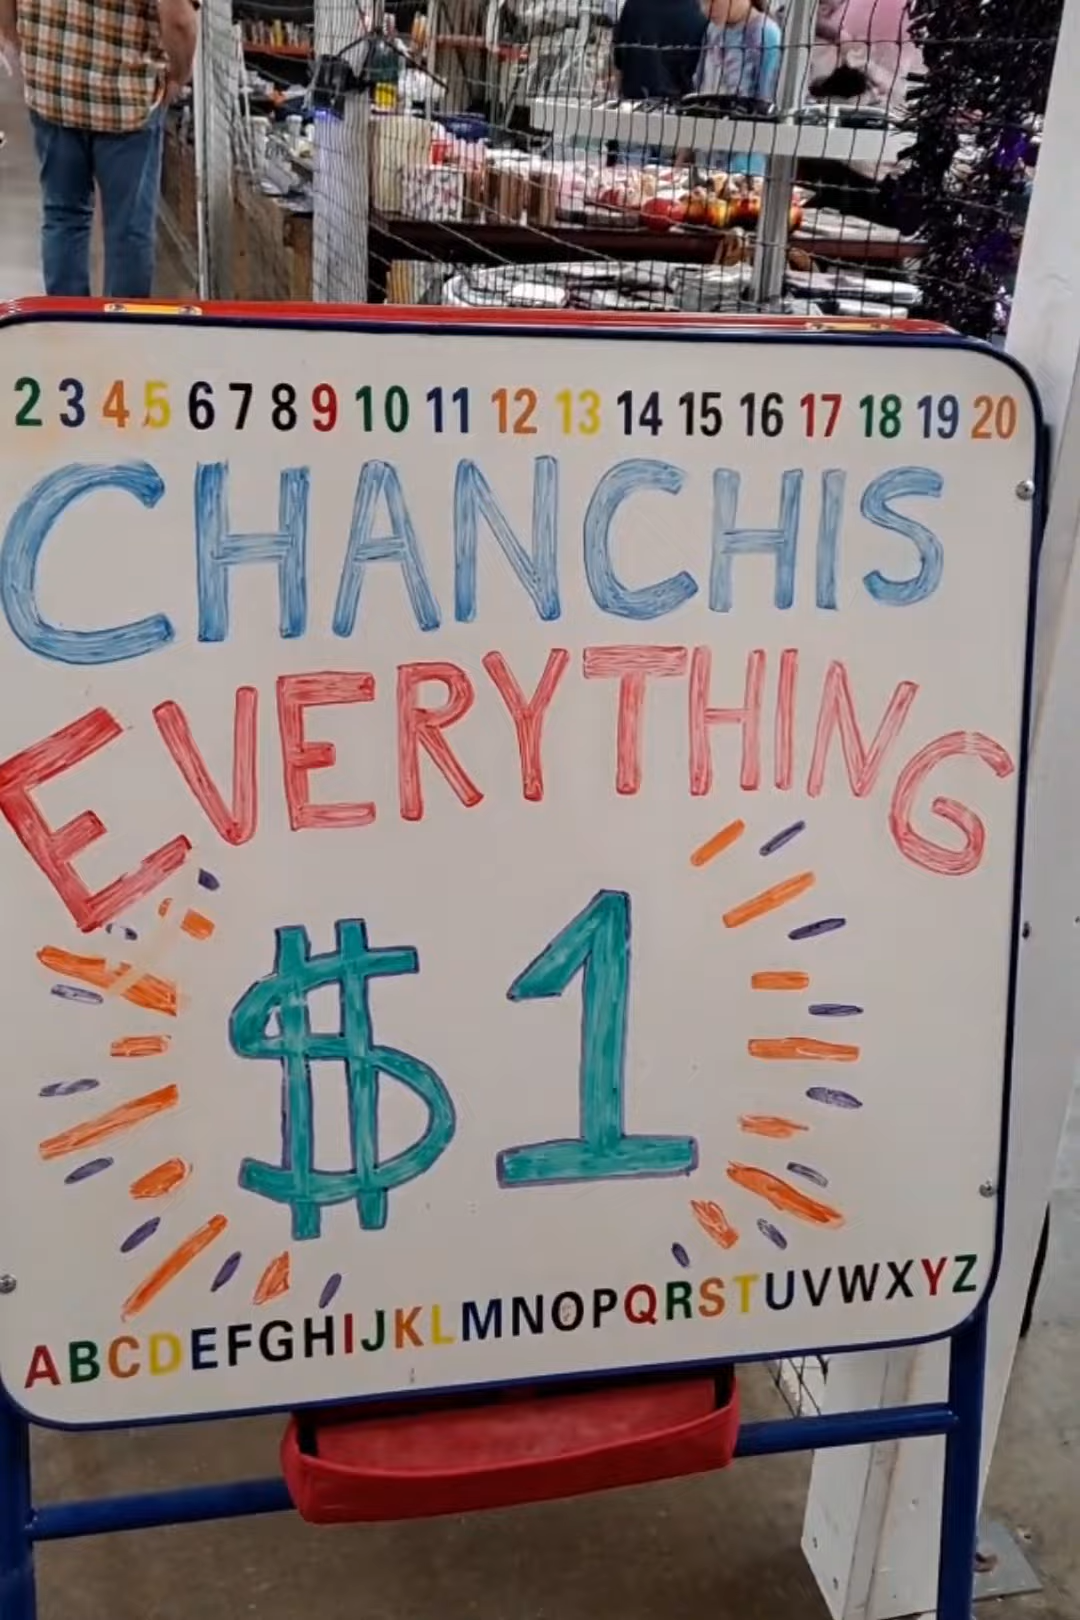 2 3 4 5 6 7 8 9 10 11 12 13 14 15 16 17 18 19 20
CHANCHIS
EVERYTHING
$1
ABCDEFGHIJKLMNOPQRSTUVWXYZ